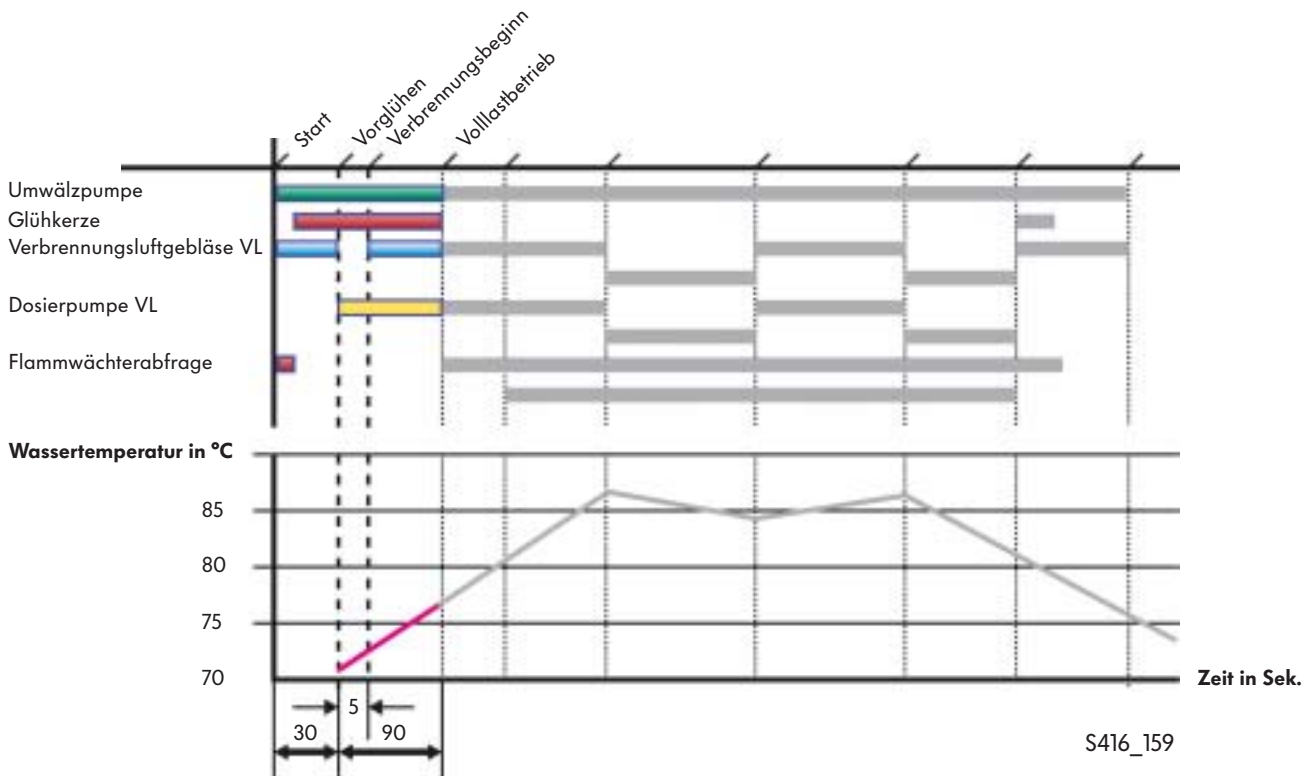 Start
Vorglühen
Verbrennungsbeginn
Volllastbetrieb
Umwälzpumpe
Glühkerze
Verbrennungsluftgebläse VL
Dosierpumpe VL
Flammwächterabfrage
Wassertemperatur in °C
85
80
75
70
Zeit in Sek.
5
30 90
S416_159